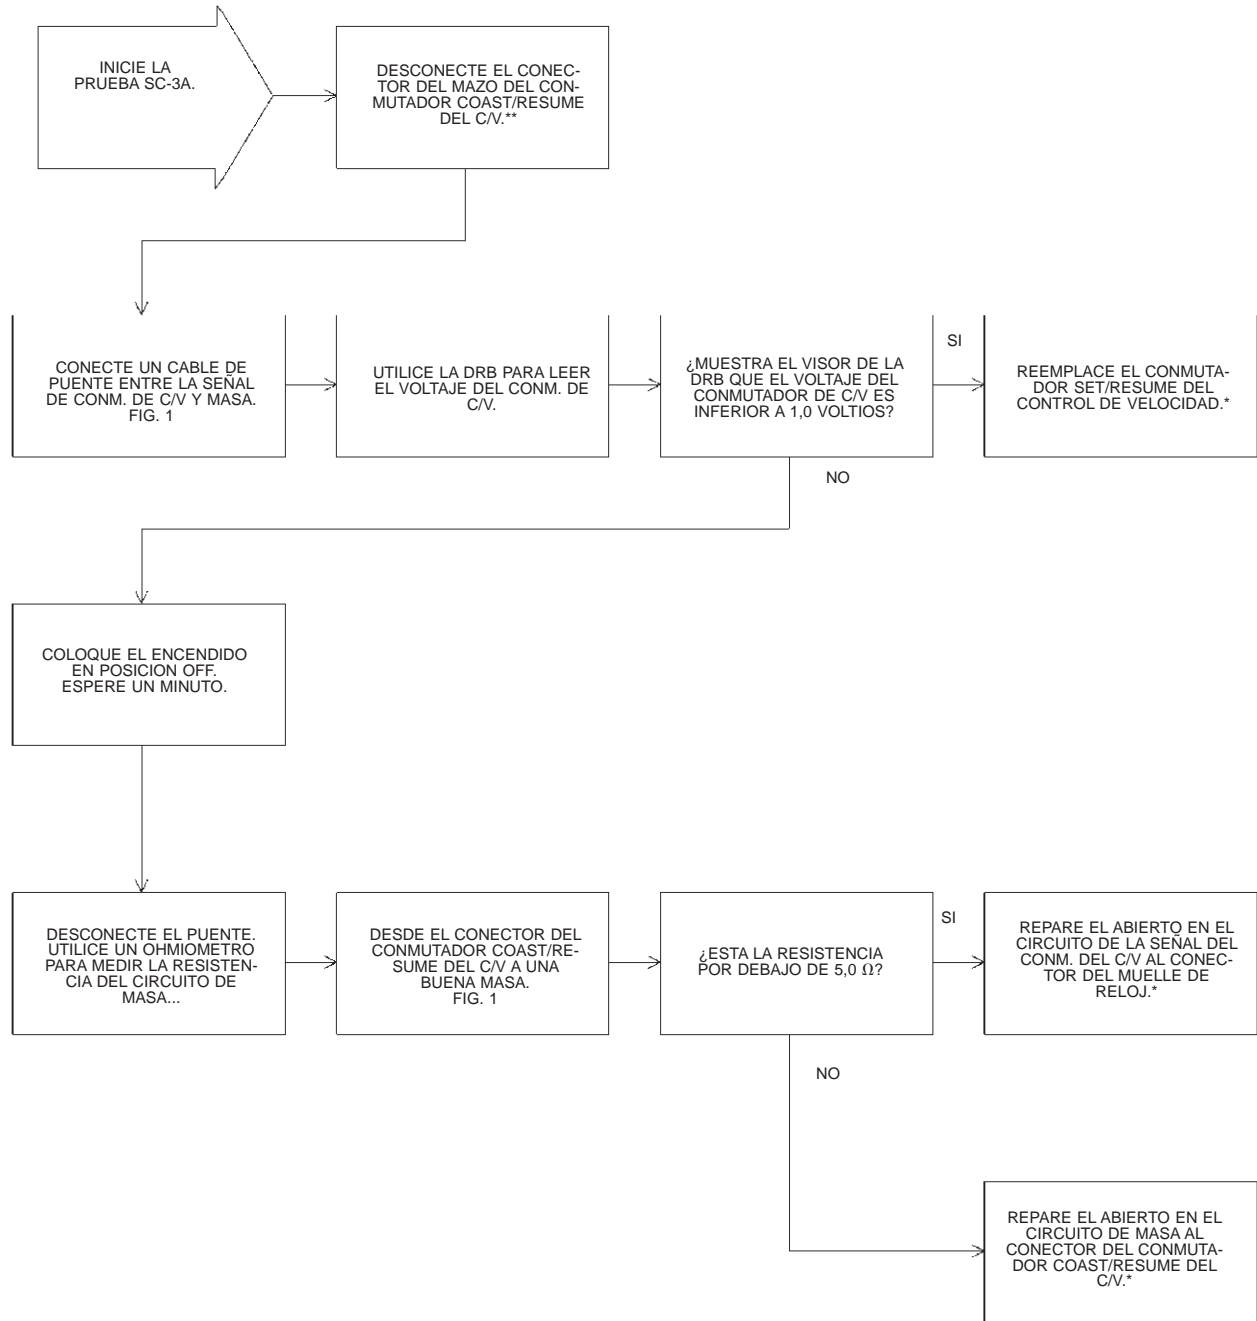 INICIE LA
PRUEBA SC-3A.
DESCONECTE EL CONEC-
TOR DEL MAZO DEL CON-
MUTADOR COAST/RESUME
DEL C/V.**
CONECTE UN CABLE DE
PUENTE ENTRE LA SEÑAL
DE CONM. DE C/V Y MASA.
FIG. 1
UTILICE LA DRB PARA LEER
EL VOLTAJE DEL CONM. DE
C/V.
¿MUESTRA EL VISOR DE LA
DRB QUE EL VOLTAJE DEL
CONMUTADOR DE C/V ES
INFERIOR A 1,0 VOLTIOS?
SI
REEMPLACE EL CONMUTA-
DOR SET/RESUME DEL
CONTROL DE VELOCIDAD.*
NO
COLOQUE EL ENCENDIDO
EN POSICION OFF.
ESPERE UN MINUTO.
DESCONECTE EL PUENTE.
UTILICE UN OHMIOMETRO
PARA MEDIR LA RESISTEN-
CIA DEL CIRCUITO DE
MASA...
DESDE EL CONECTOR DEL
CONMUTADOR COAST/RE-
SUME DEL C/V A UNA
BUENA MASA.
FIG. 1
¿ESTA LA RESISTENCIA
POR DEBAJO DE 5,0 Ω?
SI
REPARE EL ABIERTO EN EL
CIRCUITO DE LA SEÑAL DEL
CONM. DEL C/V AL CONEC-
TOR DEL MUELLE DE
RELOJ.*
NO
REPARE EL ABIERTO EN EL
CIRCUITO DE MASA AL
CONECTOR DEL CONMUTA-
DOR COAST/RESUME DEL
C/V.*